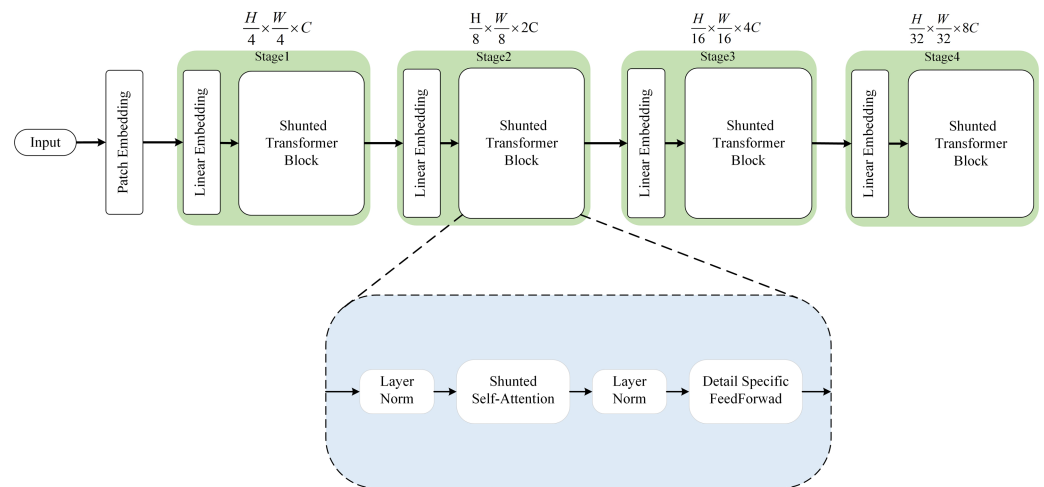 H/4 × W/4 × C
H/8 × W/8 × 2C
H/16 × W/16 × 4C
H/32 × W/32 × 8C
Stage1
Stage2
Stage3
Stage4
Input
Patch Embedding
Linear Embedding
Shunted
Transformer
Block
Linear Embedding
Shunted
Transformer
Block
Linear Embedding
Shunted
Transformer
Block
Linear Embedding
Shunted
Transformer
Block
Layer
Norm
Shunted
Self-Attention
Layer
Norm
Detail Specific
FeedForwad